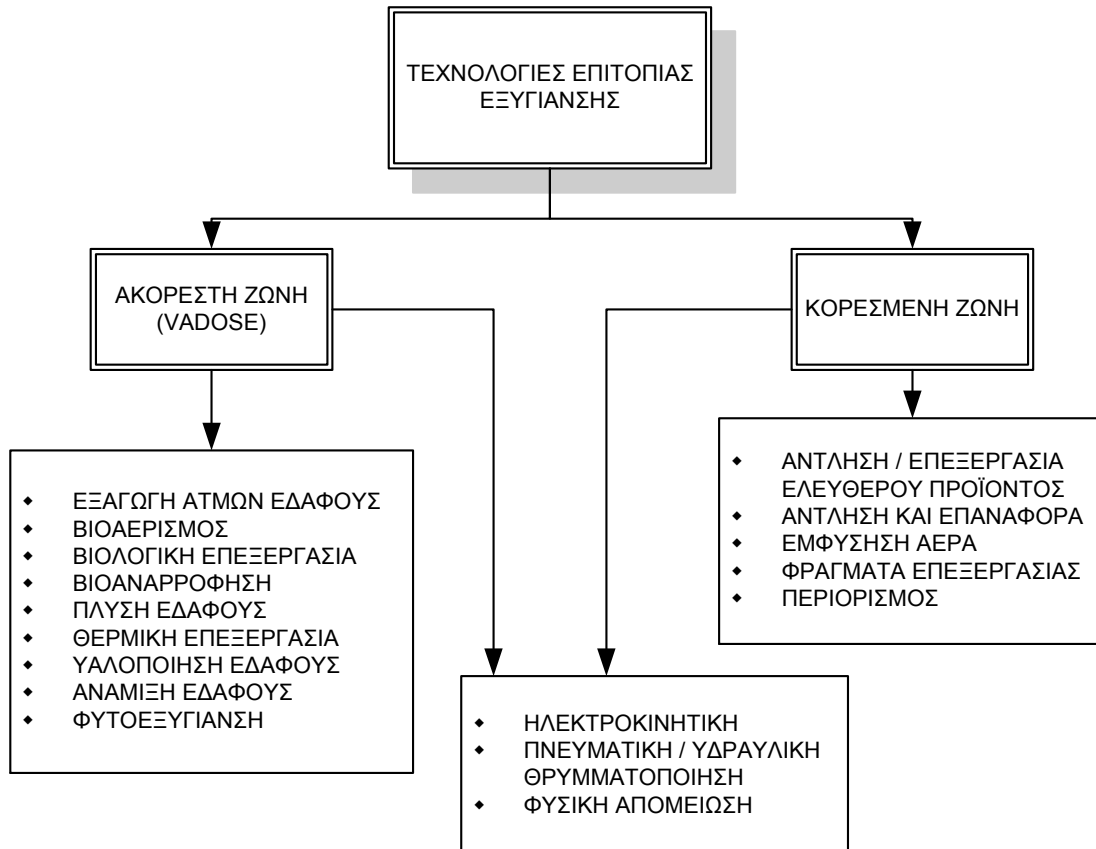 ΤΕΧΝΟΛΟΓΙΕΣ ΕΠΙΤΟΠΙΑΣ
ΕΞΥΓΙΑΝΣΗΣ
ΑΚΟΡΕΣΤΗ ΖΩΝΗ
(VADOSE)
ΚΟΡΕΣΜΕΝΗ ΖΩΝΗ
◆ ΕΞΑΓΩΓΗ ΑΤΜΩΝ ΕΔΑΦΟΥΣ
◆ ΒΙΟΑΕΡΙΣΜΟΣ
◆ ΒΙΟΛΟΓΙΚΗ ΕΠΕΞΕΡΓΑΣΙΑ
◆ ΒΙΟΑΝΑΡΡΟΦΗΣΗ
◆ ΠΛΥΣΗ ΕΔΑΦΟΥΣ
◆ ΘΕΡΜΙΚΗ ΕΠΕΞΕΡΓΑΣΙΑ
◆ ΥΑΛΟΠΟΙΗΣΗ ΕΔΑΦΟΥΣ
◆ ΑΝΑΜΙΞΗ ΕΔΑΦΟΥΣ
◆ ΦΥΤΟΕΞΥΓΙΑΝΣΗ
◆ ΑΝΤΛΗΣΗ / ΕΠΕΞΕΡΓΑΣΙΑ
ΕΛΕΥΘΕΡΟΥ ΠΡΟΪΟΝΤΟΣ
◆ ΑΝΤΛΗΣΗ ΚΑΙ ΕΠΑΝΑΦΟΡΑ
◆ ΕΜΦΥΣΗΣΗ ΑΕΡΑ
◆ ΦΡΑΓΜΑΤΑ ΕΠΕΞΕΡΓΑΣΙΑΣ
◆ ΠΕΡΙΟΡΙΣΜΟΣ
◆ ΗΛΕΚΤΡΟΚΙΝΗΤΙΚΗ
◆ ΠΝΕΥΜΑΤΙΚΗ / ΥΔΡΑΥΛΙΚΗ
ΘΡΥΜΜΑΤΟΠΟΙΗΣΗ
◆ ΦΥΣΙΚΗ ΑΠΟΜΕΙΩΣΗ